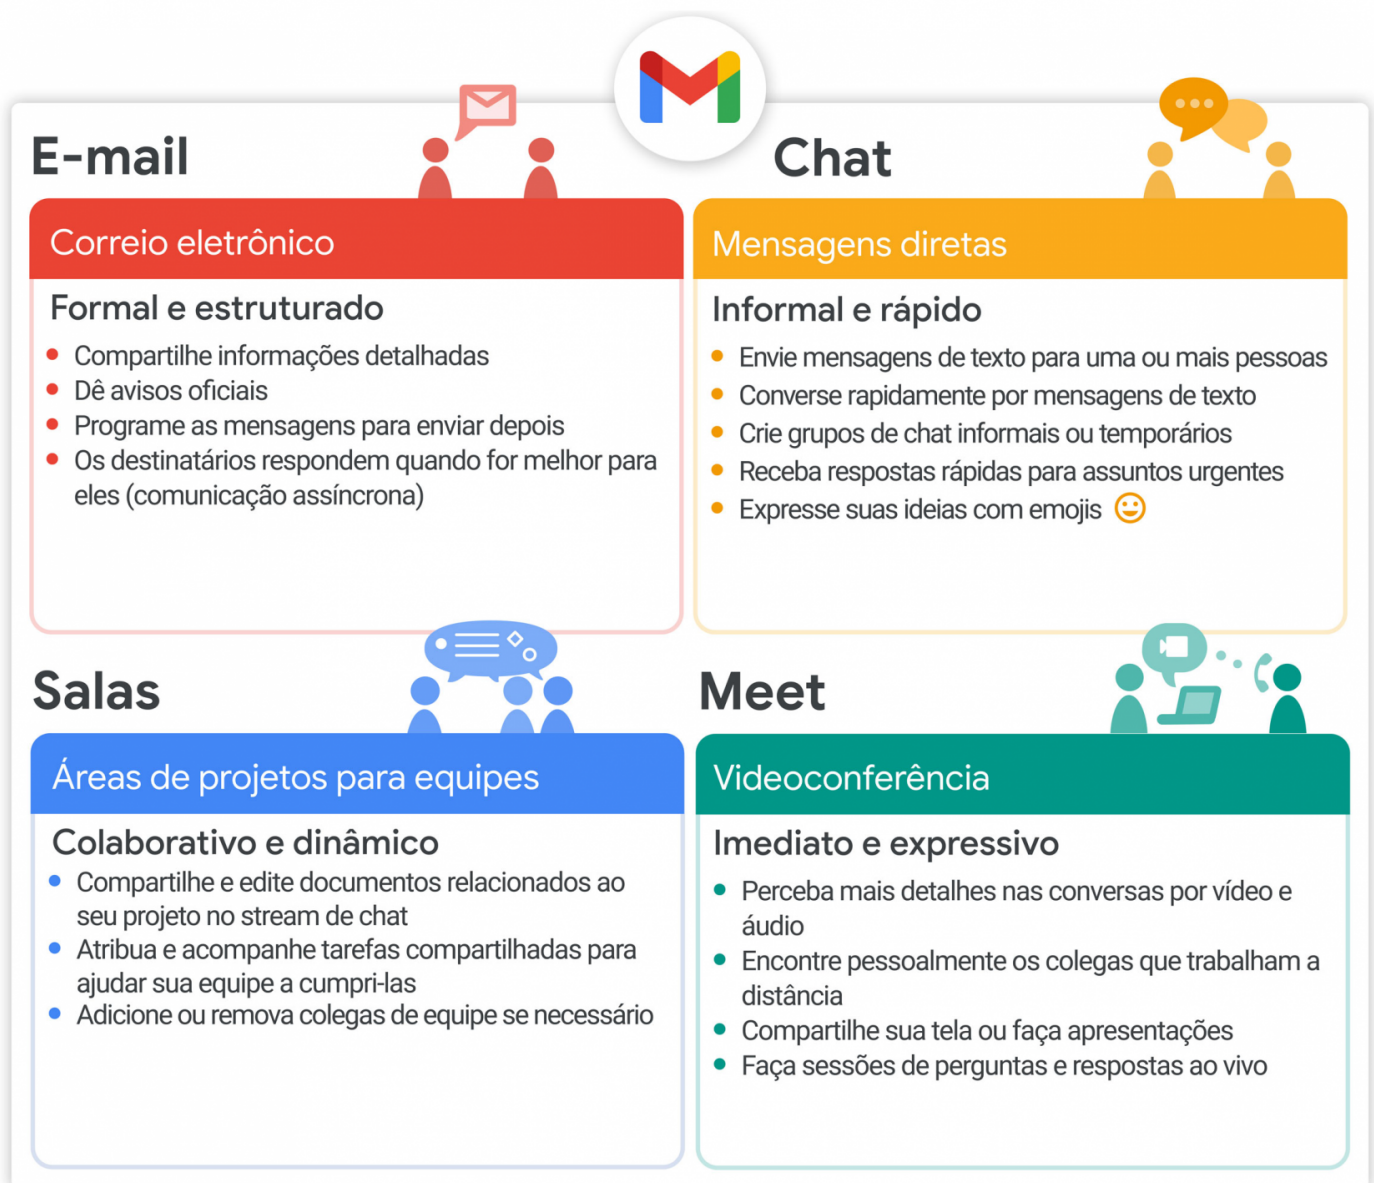 E-mail
Correio eletrônico
Formal e estruturado
• Compartilhe informações detalhadas
• Dê avisos oficiais
• Programe as mensagens para enviar depois
• Os destinatários respondem quando for melhor para
eles (comunicação assíncrona)
Chat
Mensagens diretas
Informal e rápido
• Envie mensagens de texto para uma ou mais pessoas
• Converse rapidamente por mensagens de texto
• Crie grupos de chat informais ou temporários
• Receba respostas rápidas para assuntos urgentes
• Expresse suas ideias com emojis 😃
Salas
Áreas de projetos para equipes
Colaborativo e dinâmico
• Compartilhe e edite documentos relacionados ao
seu projeto no stream de chat
• Atribua e acompanhe tarefas compartilhadas para
ajudar sua equipe a cumpri-las
• Adicione ou remova colegas de equipe se necessário
Meet
Videoconferência
Imediato e expressivo
• Perceba mais detalhes nas conversas por vídeo e
áudio
• Encontre pessoalmente os colegas que trabalham a
distância
• Compartilhe sua tela ou faça apresentações
• Faça sessões de perguntas e respostas ao vivo